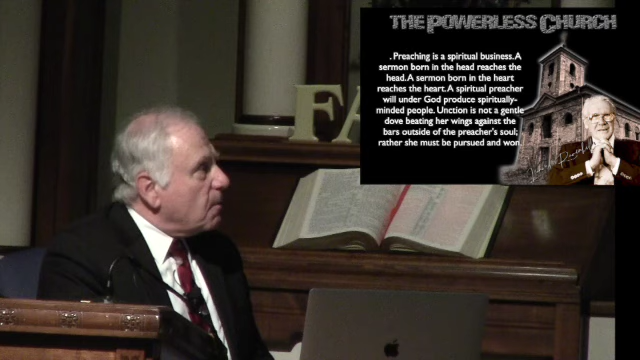 THE POWERLESS CHURCH
. Preaching is a spiritual business. A
sermon born in the head reaches the
head. A sermon born in the heart
reaches the heart. A spiritual preacher
will under God produce spiritually-
minded people. Unction is not a gentle
dove beating her wings against the
bars outside of the preacher's soul;
rather she must be pursued and won.
FA